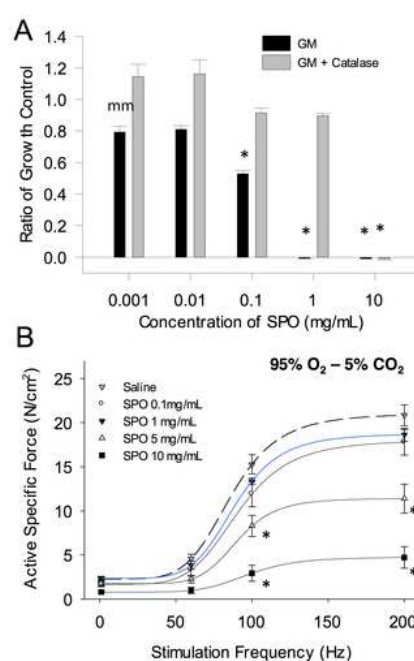 A
1.4
1.2
1.0
0.8
0.6
0.4
0.2
0.0
Ratio of Growth Control
GM
GM + Catalase
mm
*
*
* *
0.001 0.01 0.1 1 10
Concentration of SPO (mg/mL)
B
95% O₂ – 5% CO₂
Saline
SPO 0.1mg/mL
SPO 1 mg/mL
SPO 5 mg/mL
SPO 10 mg/mL
25
20
15
10
5
0
Active Specific Force (N/cm²)
*
*
*
*
0 50 100 150 200
Stimulation Frequency (Hz)